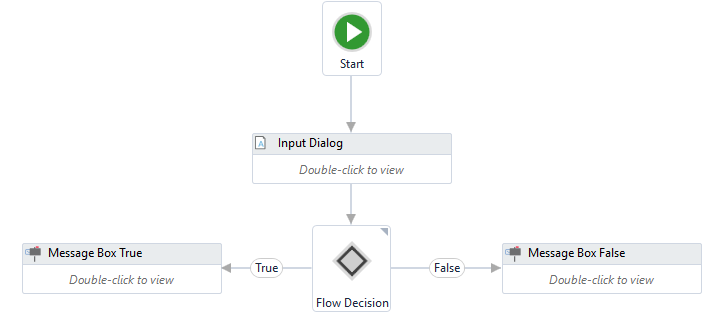 Start
Input Dialog
Double-click to view
Message Box True
Double-click to view
True
Flow Decision
False
Message Box False
Double-click to view